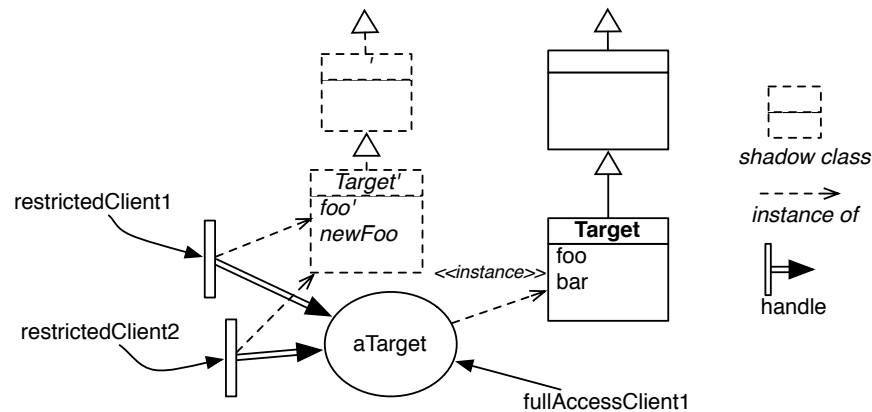 '
Target'
foo'
newFoo
restrictedClient1
restrictedClient2
aTarget
<<instance>>
Target
foo
bar
fullAccessClient1
shadow class
instance of
handle